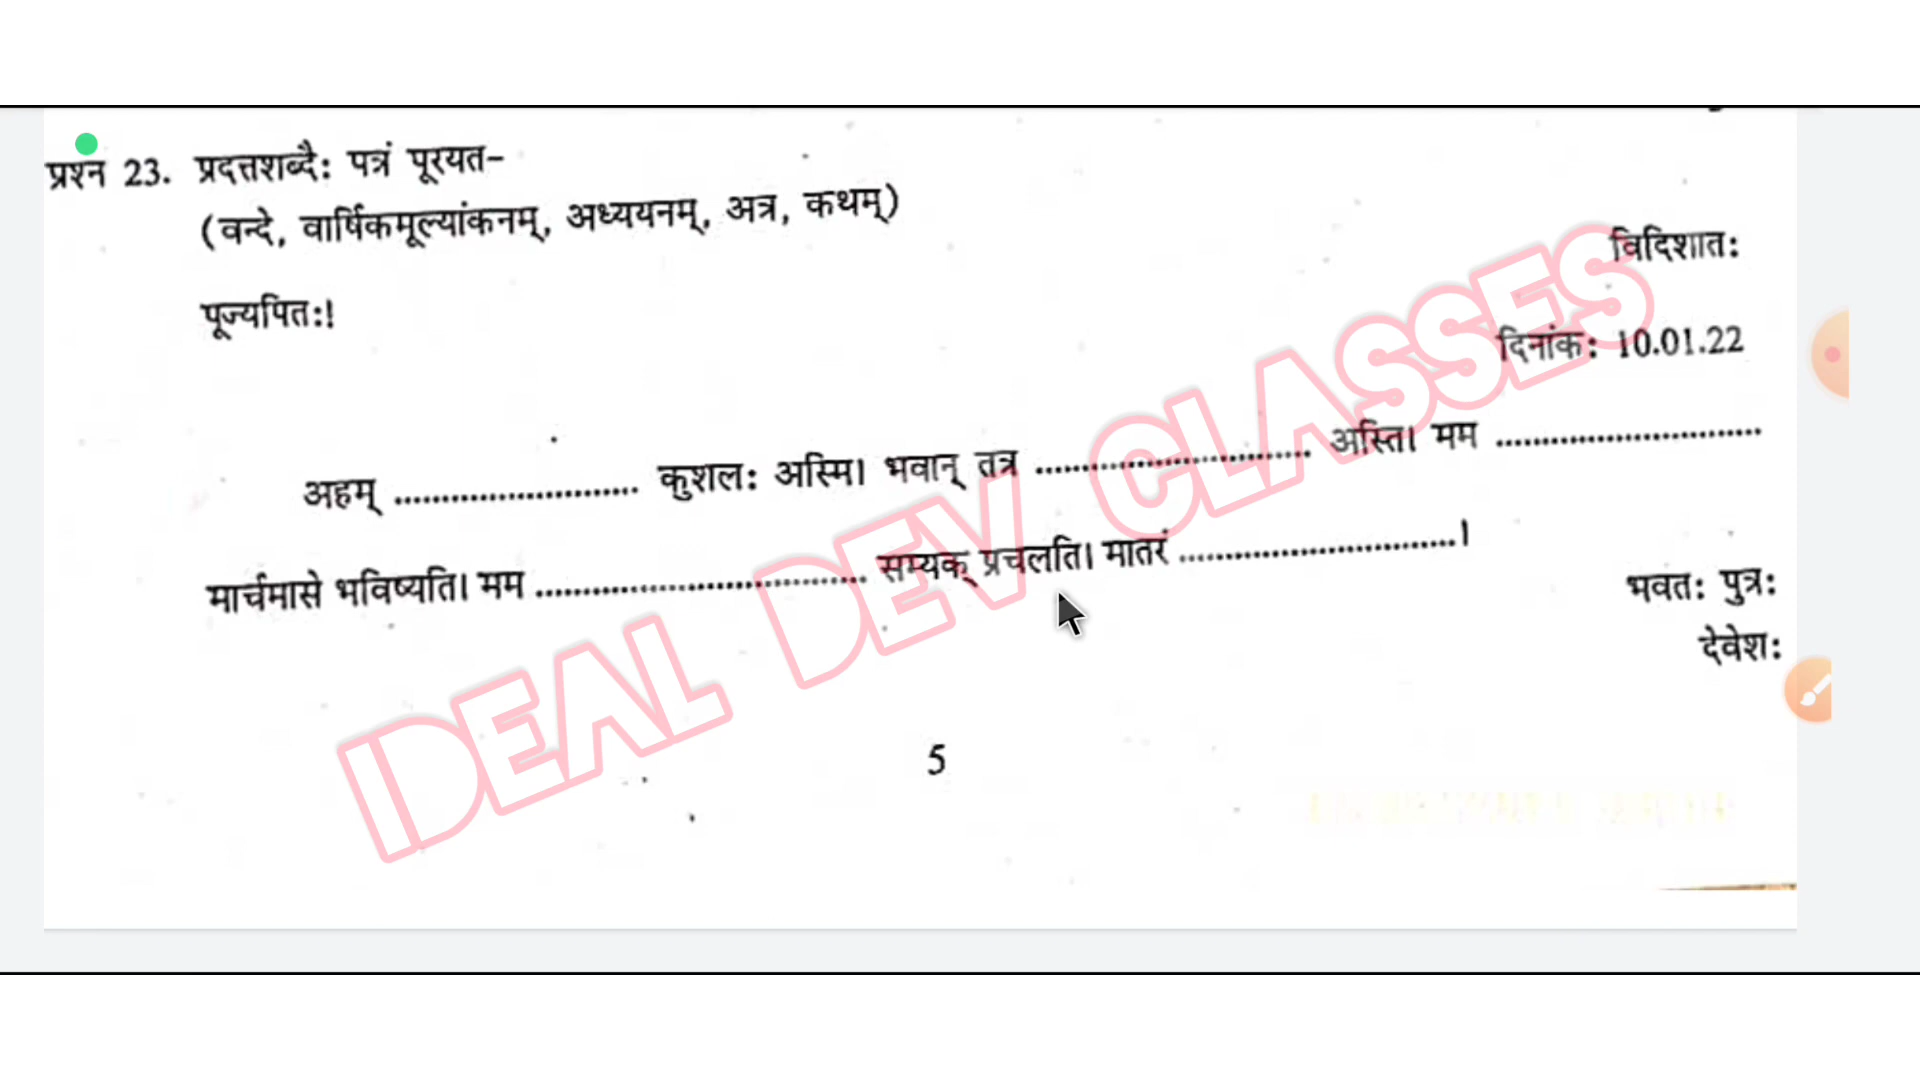 प्रश्न 23. प्रदत्तशब्दैः पत्रं पूरयत-
(वन्दे, वार्षिकमूल्यांकनम्, अध्ययनम्, अत्र, कथम्)
विदिशातः
पूज्यपितः!
दिनांकः 10.01.22
अहम् .......................... कुशलः अस्मि। भवान् तत्र ............................. अस्ति। मम ............................
मार्चमासे भविष्यति। मम .................................. सम्यक् प्रचलति। मातरं .............................।
भवतः पुत्रः
देवेशः
IDEAL DEV CLASSES
5